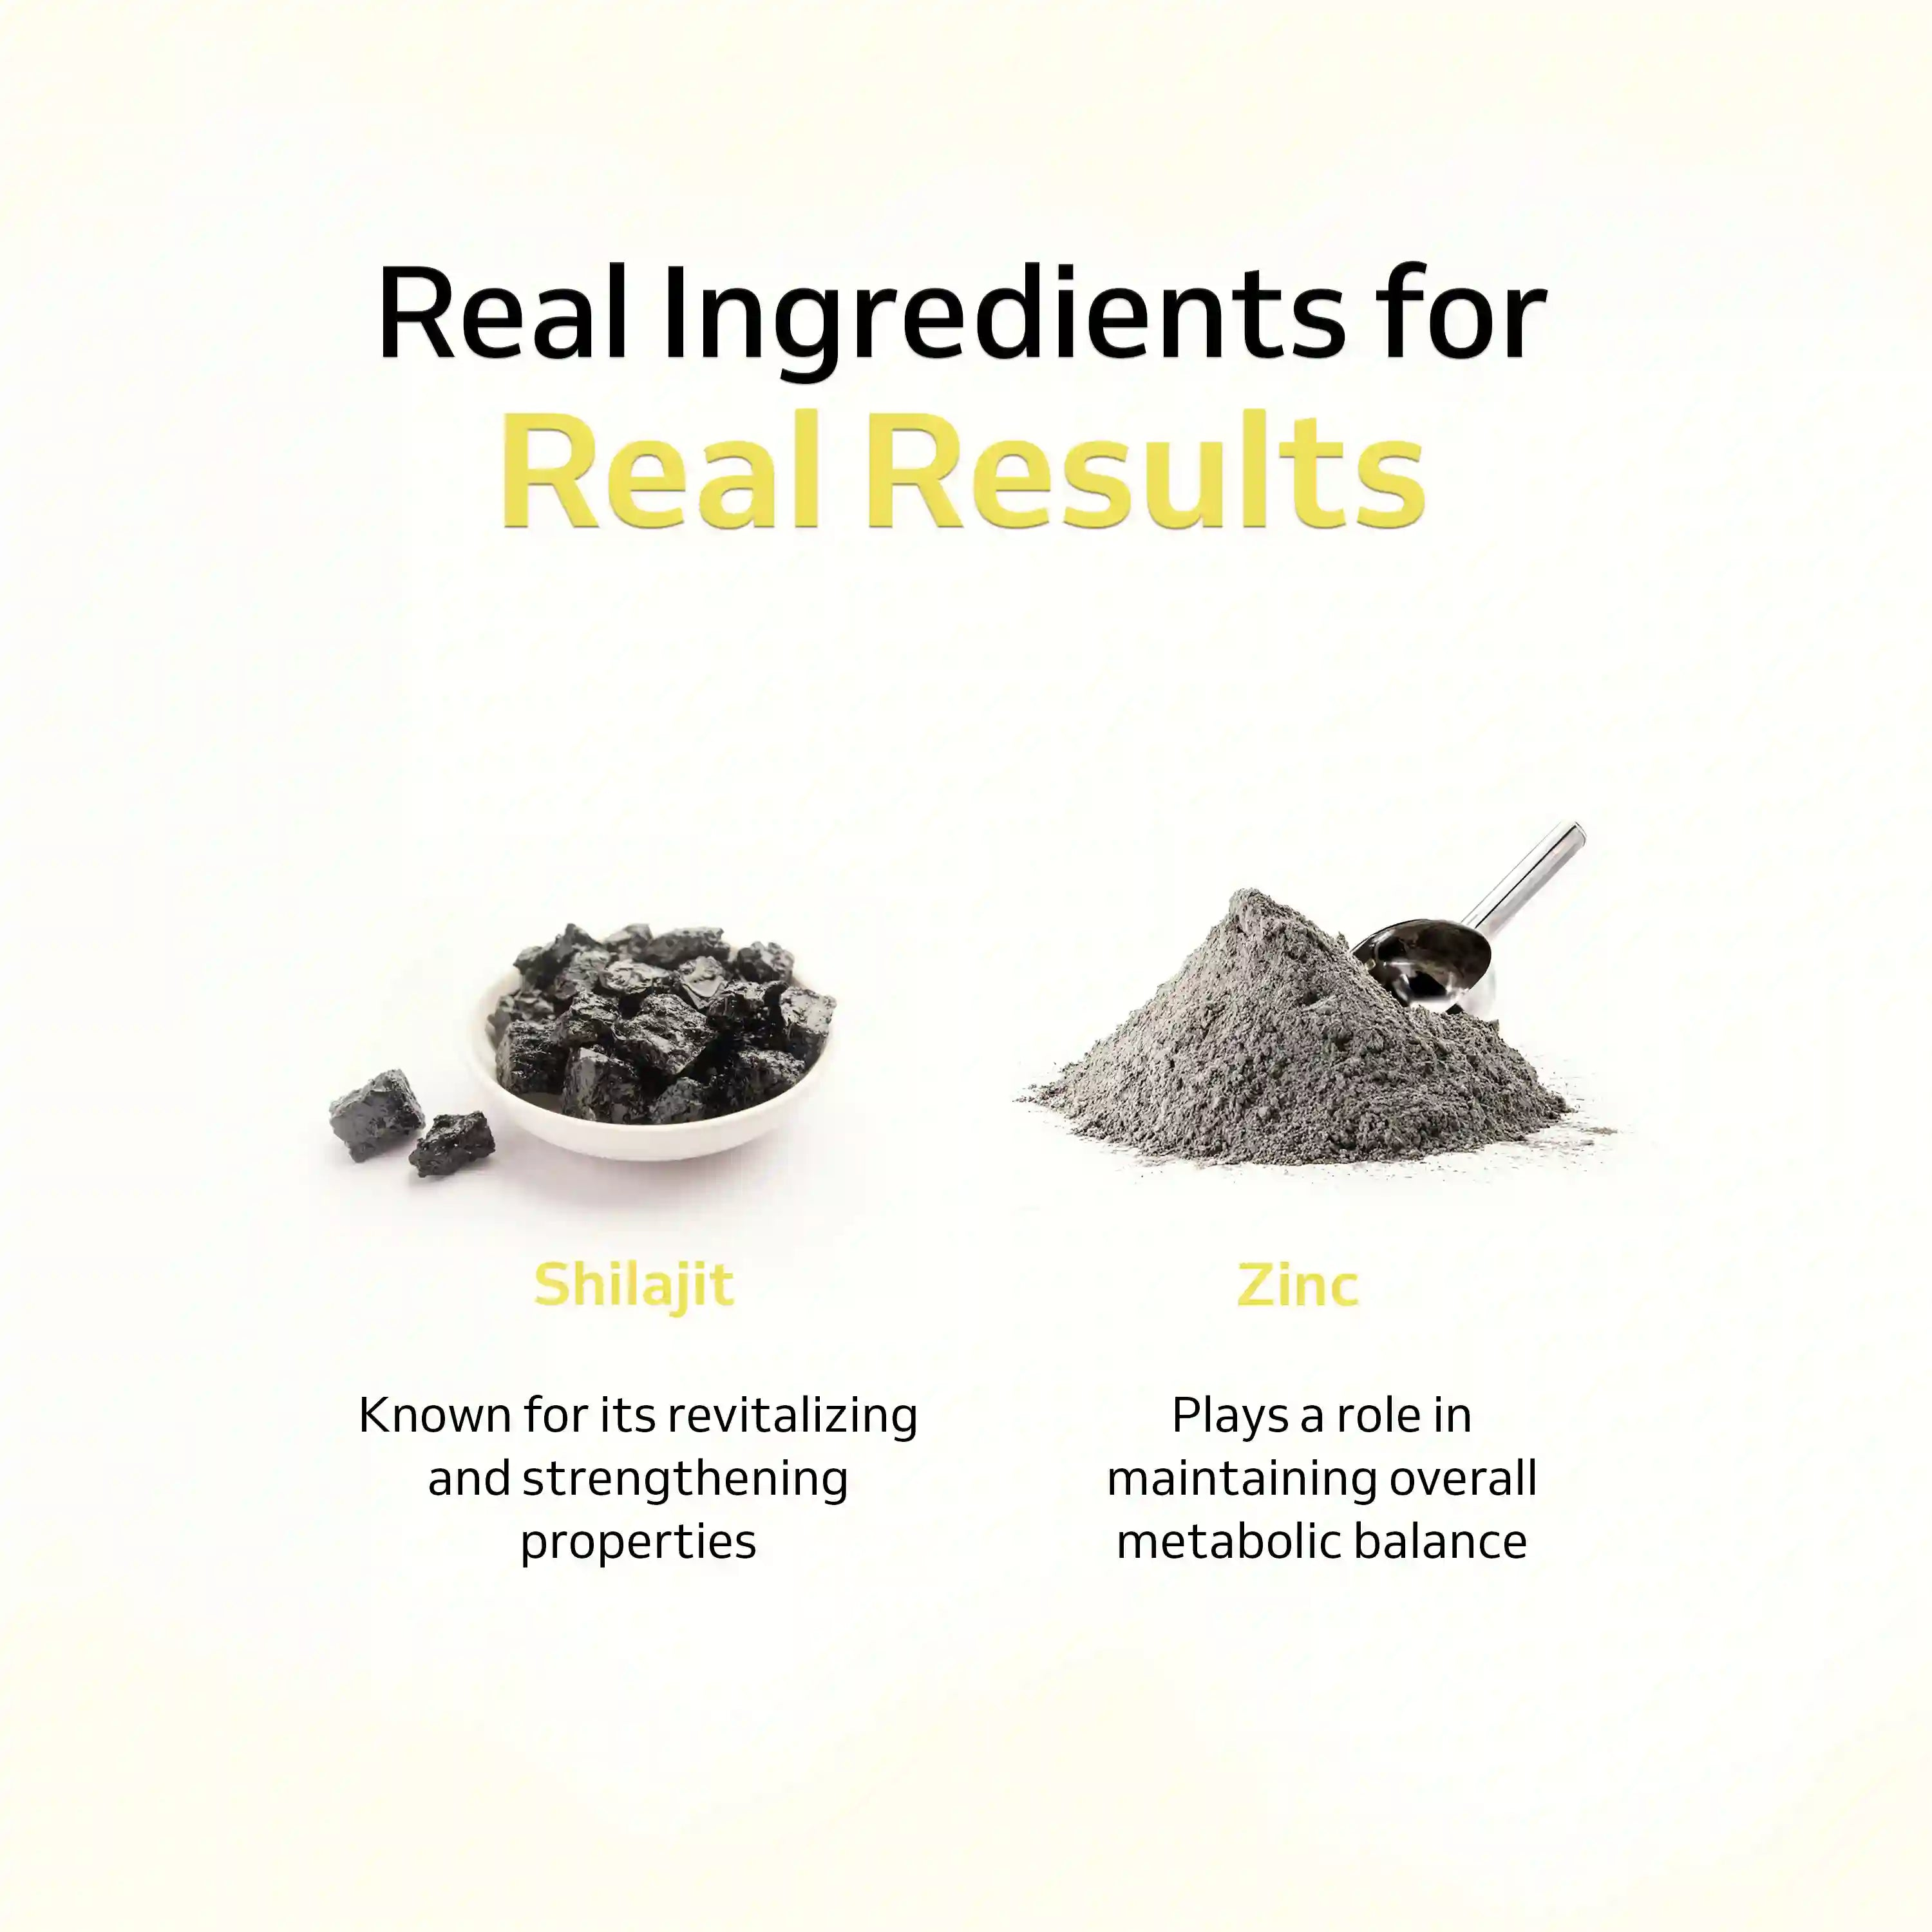 Real Ingredients for
Real Results
Shilajit
Known for its revitalizing
and strengthening
properties
Zinc
Plays a role in
maintaining overall
metabolic balance